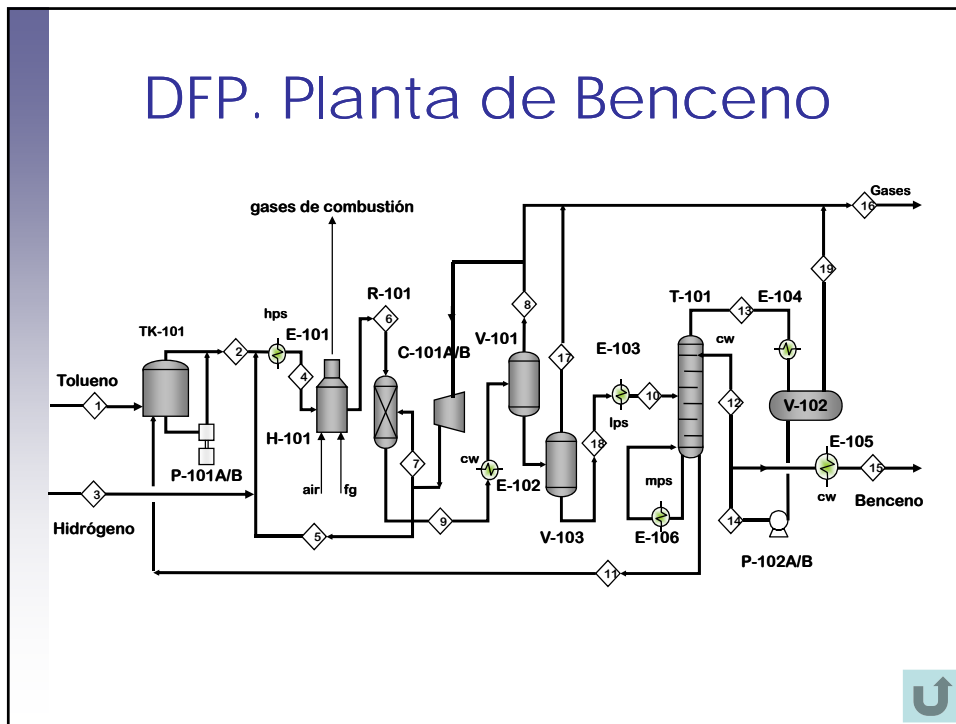 DFP. Planta de Benceno
Gases
16
gases de combustión
19
R-101
T-101
13
E-104
hps
6
8
TK-101
E-101
V-101
C-101A/B
cw
2
17
E-103
4
Tolueno
1
10
12
V-102
lps
H-101
18
P-101A/B
7
cw
E-102
E-105
mps
15
3
air
fg
9
cw
Benceno
Hidrógeno
14
5
V-103
E-106
P-102A/B
11